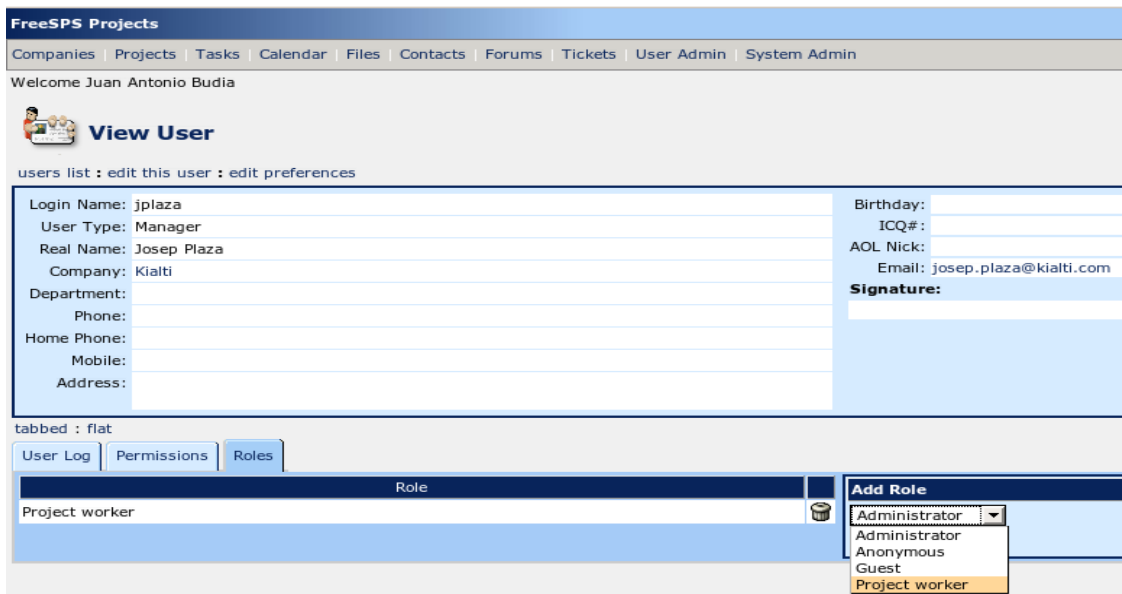 FreeSPS Projects
Companies | Projects | Tasks | Calendar | Files | Contacts | Forums | Tickets | User Admin | System Admin
Welcome Juan Antonio Budia
View User
users list : edit this user : edit preferences
Login Name: jplaza
User Type: Manager
Real Name: Josep Plaza
Company: Kialti
Department:
Phone:
Home Phone:
Mobile:
Address:
Birthday:
ICQ#:
AOL Nick:
Email: josep.plaza@kialti.com
Signature:
tabbed : flat
User Log Permissions Roles
Role
Project worker
Add Role
Administrator
Administrator
Anonymous
Guest
Project worker